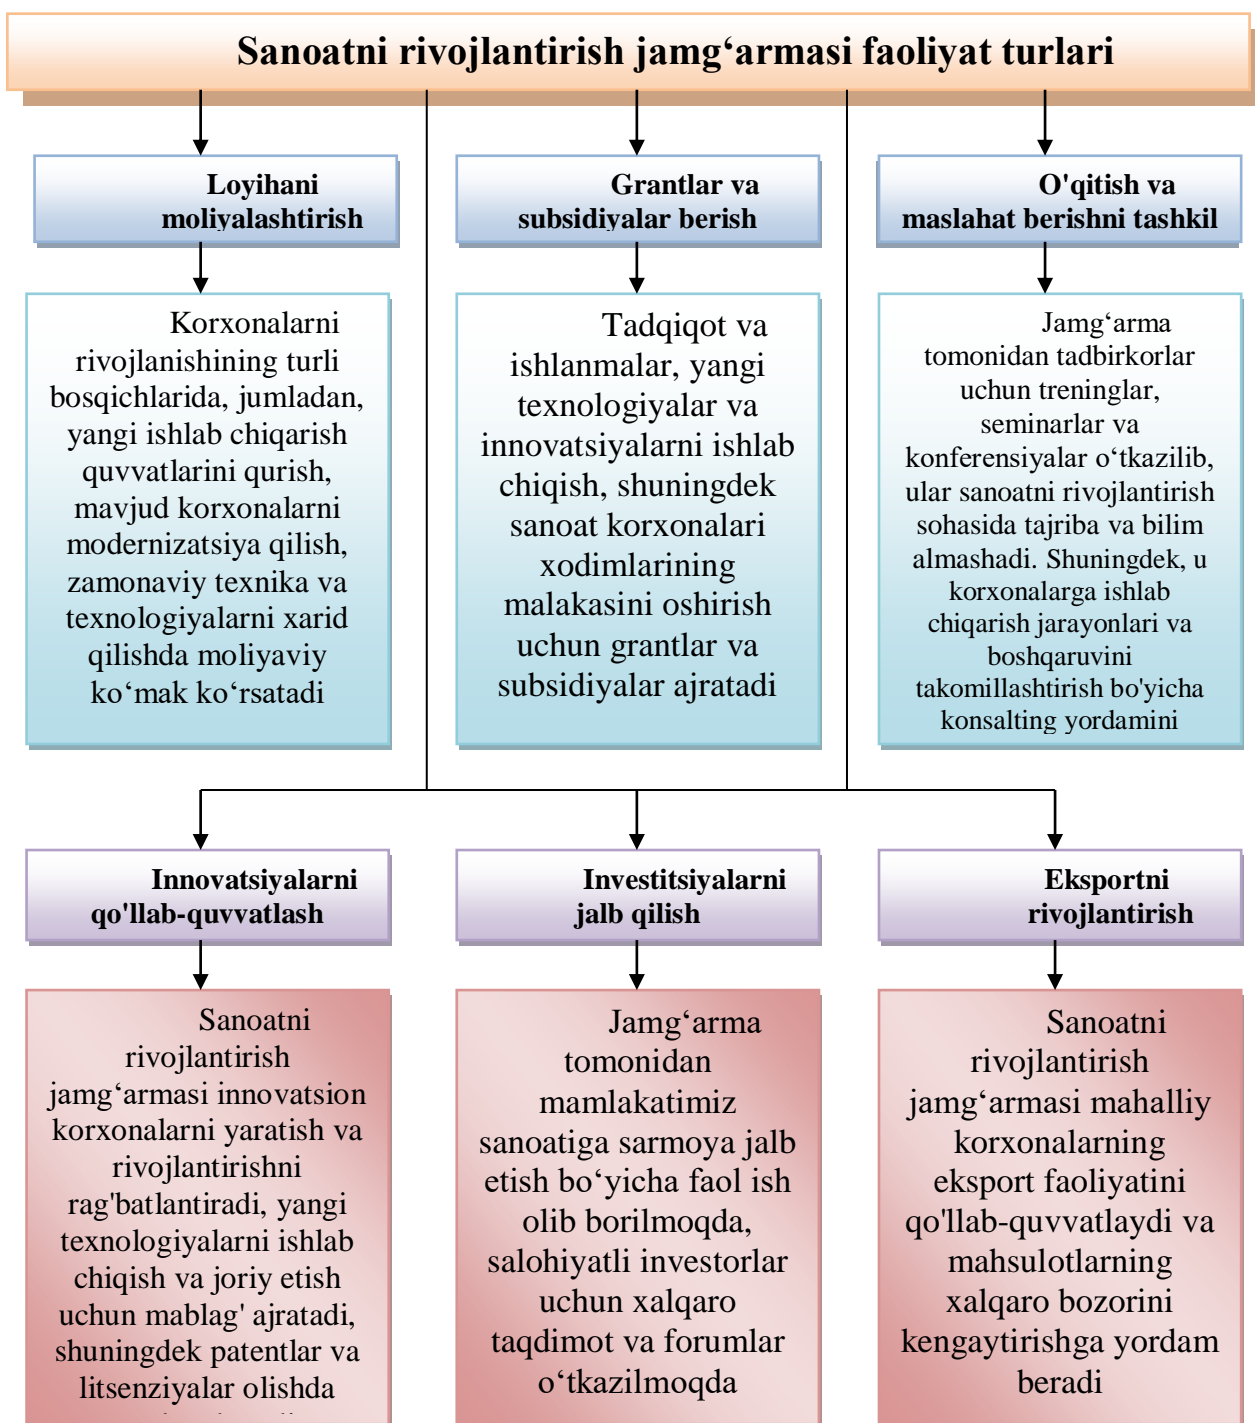 Sanoatni rivojlantirish jamg‘armasi faoliyat turlari
Loyihani
moliyalashtirish
Grantlar va
subsidiyalar berish
O'qitish va
maslahat berishni tashkil
Korxonalarni
rivojlanishining turli
bosqichlarida, jumladan,
yangi ishlab chiqarish
quvvatlarini qurish,
mavjud korxonalarni
modernizatsiya qilish,
zamonaviy texnika va
texnologiyalarni xarid
qilishda moliyaviy
ko‘mak ko‘rsatadi
Tadqiqot va
ishlanmalar, yangi
texnologiyalar va
innovatsiyalarni ishlab
chiqish, shuningdek
sanoat korxonalari
xodimlarining
malakasini oshirish
uchun grantlar va
subsidiyalar ajratadi
Jamg‘arma
tomonidan tadbirkorlar
uchun treninglar,
seminarlar va
konferensiyalar o‘tkazilib,
ular sanoatni rivojlantirish
sohasida tajriba va bilim
almashadi. Shuningdek, u
korxonalarga ishlab
chiqarish jarayonlari va
boshqaruvini
takomillashtirish bo'yicha
konsalting yordamini
Innovatsiyalarni
qo'llab-quvvatlash
Investitsiyalarni
jalb qilish
Eksportni
rivojlantirish
Sanoatni
rivojlantirish
jamg‘armasi innovatsion
korxonalarni yaratish va
rivojlantirishni
rag'batlantiradi, yangi
texnologiyalarni ishlab
chiqish va joriy etish
uchun mablag' ajratadi,
shuningdek patentlar va
litsenziyalar olishda
Jamg‘arma
tomonidan
mamlakatimiz
sanoatiga sarmoya jalb
etish bo‘yicha faol ish
olib borilmoqda,
salohiyatli investorlar
uchun xalqaro
taqdimot va forumlar
o‘tkazilmoqda
Sanoatni
rivojlantirish
jamg‘armasi mahalliy
korxonalarning
eksport faoliyatini
qo'llab-quvvatlaydi va
mahsulotlarning
xalqaro bozorini
kengaytirishga yordam
beradi